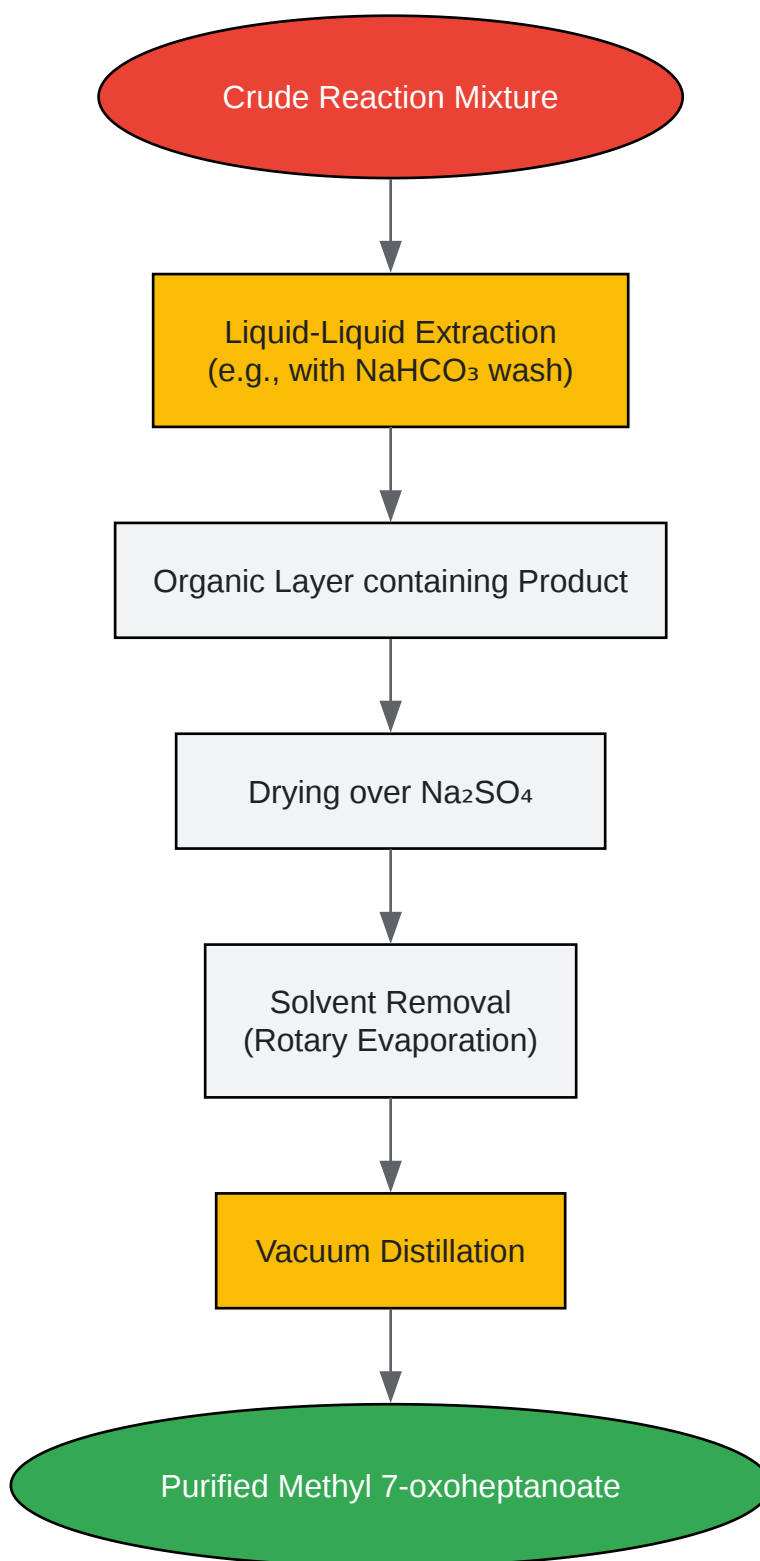 Crude Reaction Mixture
Liquid-Liquid Extraction
(e.g., with NaHCO₃ wash)
Organic Layer containing Product
Drying over Na₂SO₄
Solvent Removal
(Rotary Evaporation)
Vacuum Distillation
Purified Methyl 7-oxoheptanoate